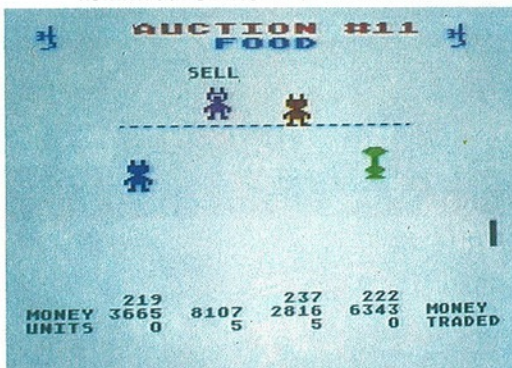 AUCTION #11
FOOD
SELL
219 237 222
MONEY 3665 8107 2816 6343 MONEY
UNITS 0 5 5 0 TRADED